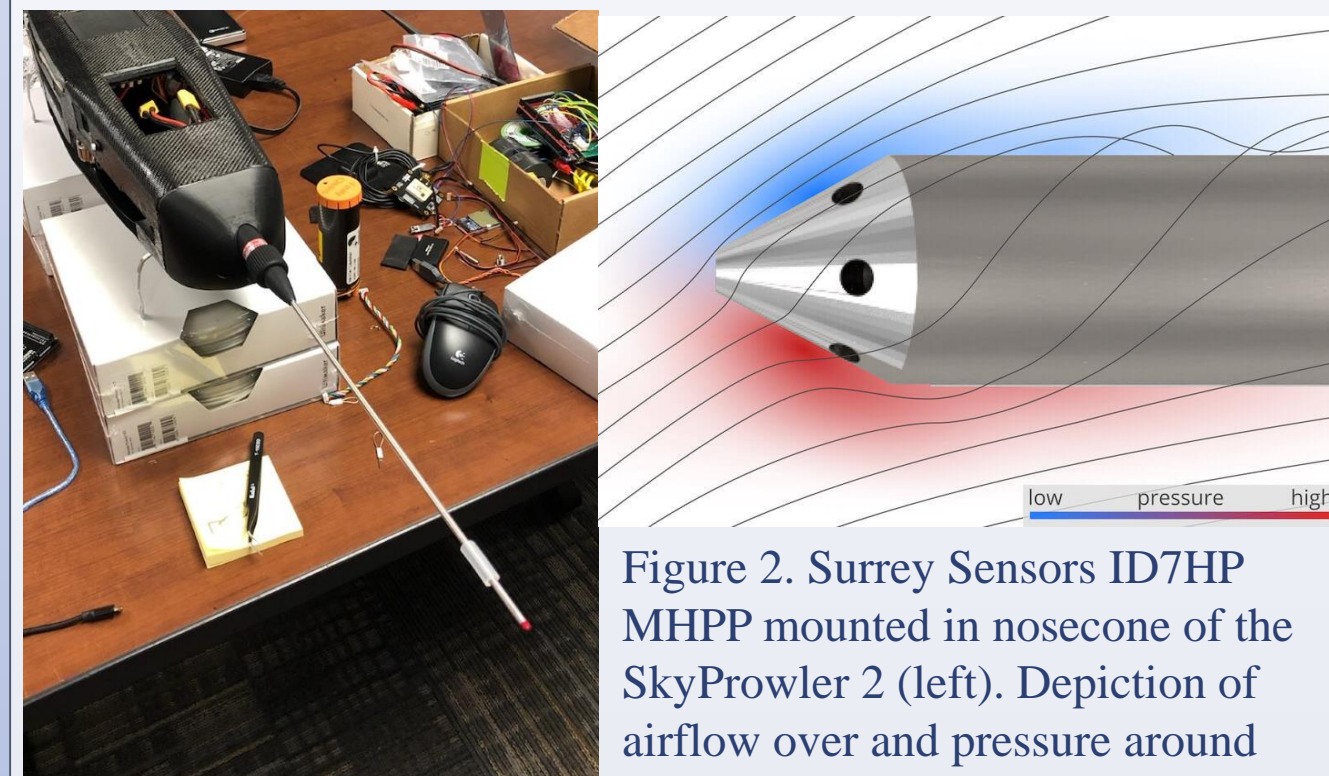 low pressure high
Figure 2. Surrey Sensors ID7HP
MHPP mounted in nosecone of the
SkyProwler 2 (left). Depiction of
airflow over and pressure around